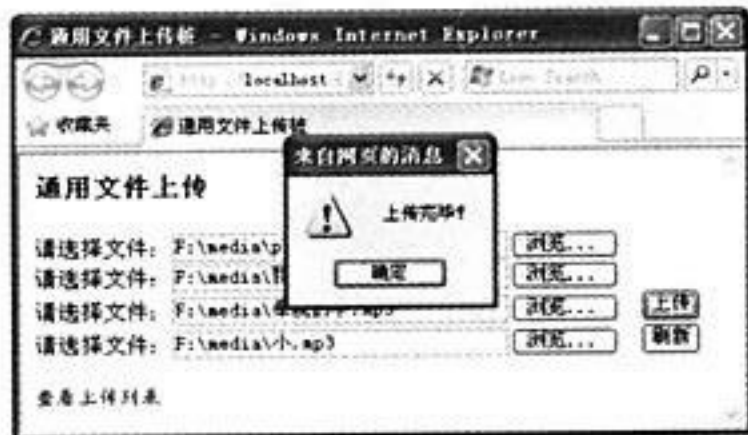 通用文件上传桩 - Windows Internet Explorer
localhost
收藏夹 通用文件上传桩
来自网页的消息
通用文件上传
上传完毕!
请选择文件: F:\media\p 浏览...
确定
请选择文件: F:\media\ 浏览...
请选择文件: F:\media\ .mp3 浏览... 上传
请选择文件: F:\media\小.mp3 浏览... 刷新
查看上传列表